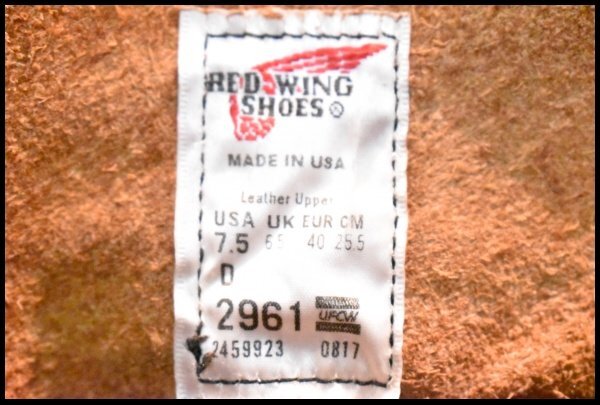 RED WING
SHOES ®
MADE IN USA
Leather Upper
USA UK EUR CM
7.5 6.5 40 25.5
D
2961 UFCW
2459923 0817